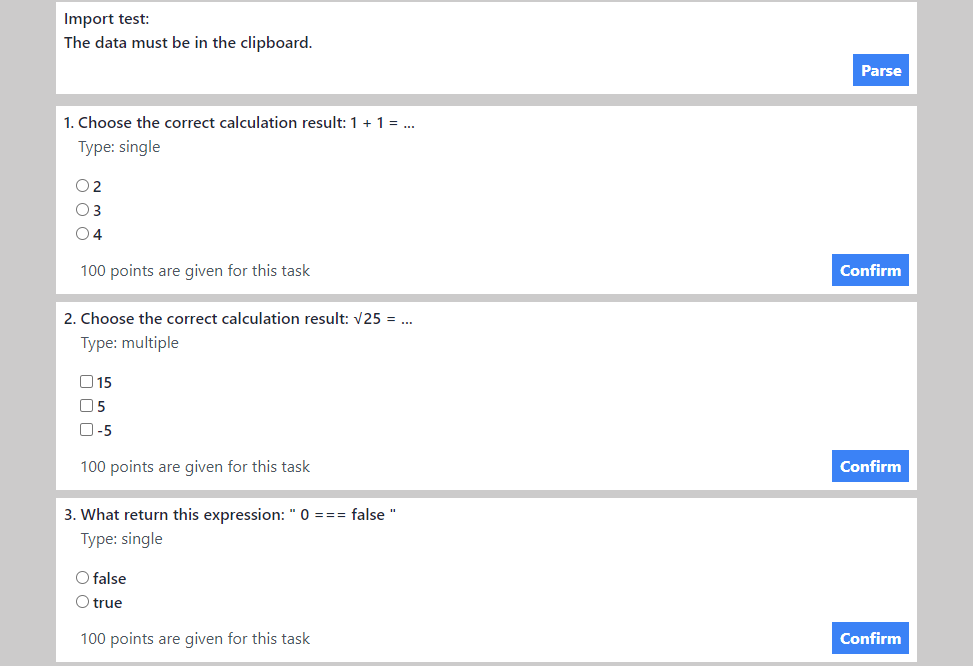 Import test:
The data must be in the clipboard.
Parse
1. Choose the correct calculation result: 1 + 1 = ...
Type: single
2
3
4
100 points are given for this task
Confirm
2. Choose the correct calculation result: √25 = ...
Type: multiple
15
5
-5
100 points are given for this task
Confirm
3. What return this expression: " 0 === false "
Type: single
false
true
100 points are given for this task
Confirm